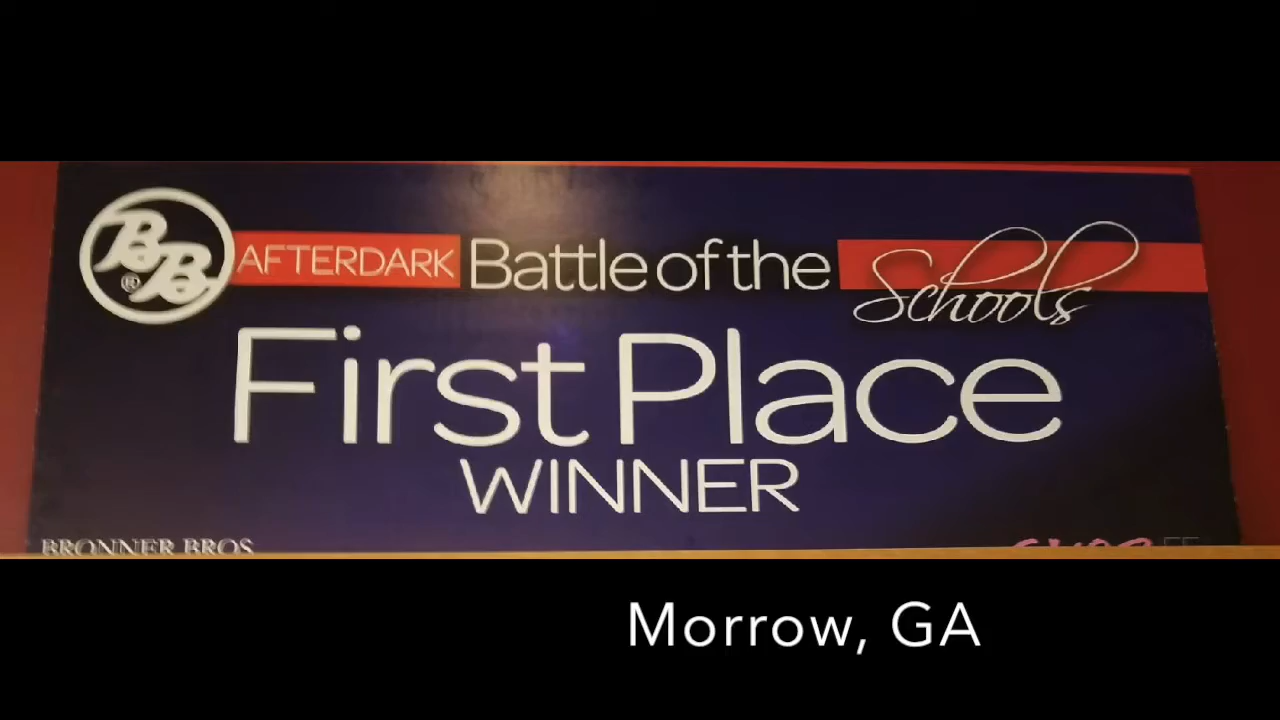 BB® AFTERDARK Battle of the Schools
First Place
WINNER
BRONNER BROS
Morrow, GA